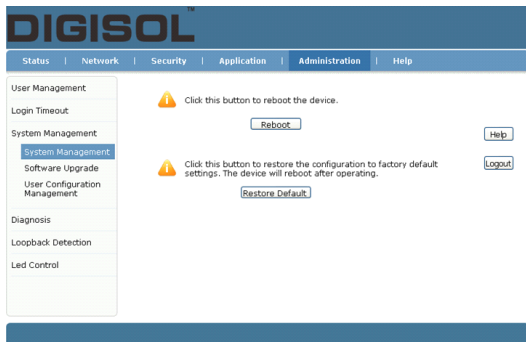 DIGISOL™
Status | Network | Security | Application | Administration | Help
User Management
Login Timeout
System Management
System Management
Software Upgrade
User Configuration
Management
Diagnosis
Loopback Detection
Led Control
Click this button to reboot the device.
Reboot
Click this button to restore the configuration to factory default
settings. The device will reboot after operating.
Restore Default
Help
Logout